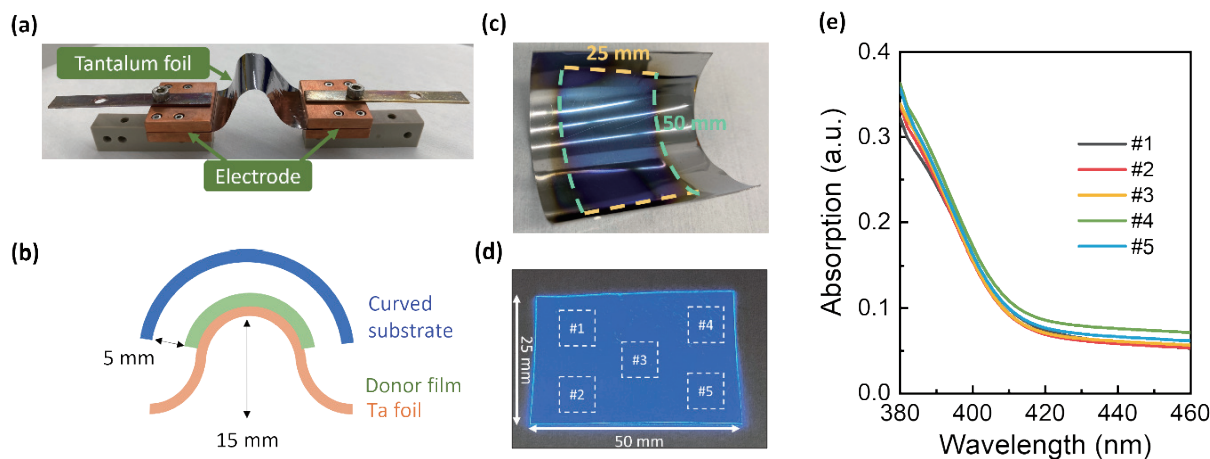 (a)
Tantalum foil
Electrode
(b)
Curved
substrate
5 mm
Donor film
Ta foil
15 mm
(c)
25 mm
50 mm
(d)
#1
#4
#3
#2
#5
25 mm
50 mm
(e)
Absorption (a.u.)
0.4
0.3
0.2
0.1
0.0
#1
#2
#3
#4
#5
380
400
420
440
460
Wavelength (nm)